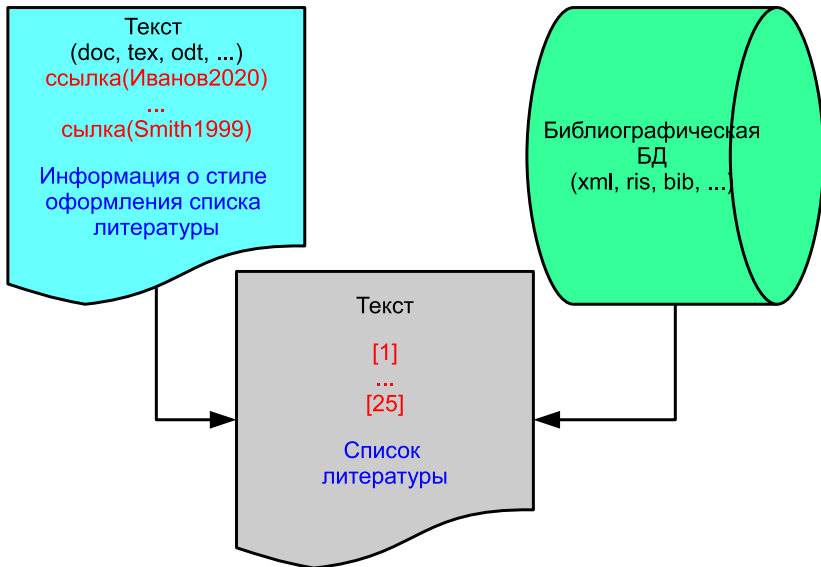 Текст
(doc, tex, odt, ...)
ссылка(Иванов2020)
...
сылка(Smith1999)
Информация о стиле
оформления списка
литературы
Библиографическая
БД
(xml, ris, bib, ...)
Текст
[1]
...
[25]
Список
литературы